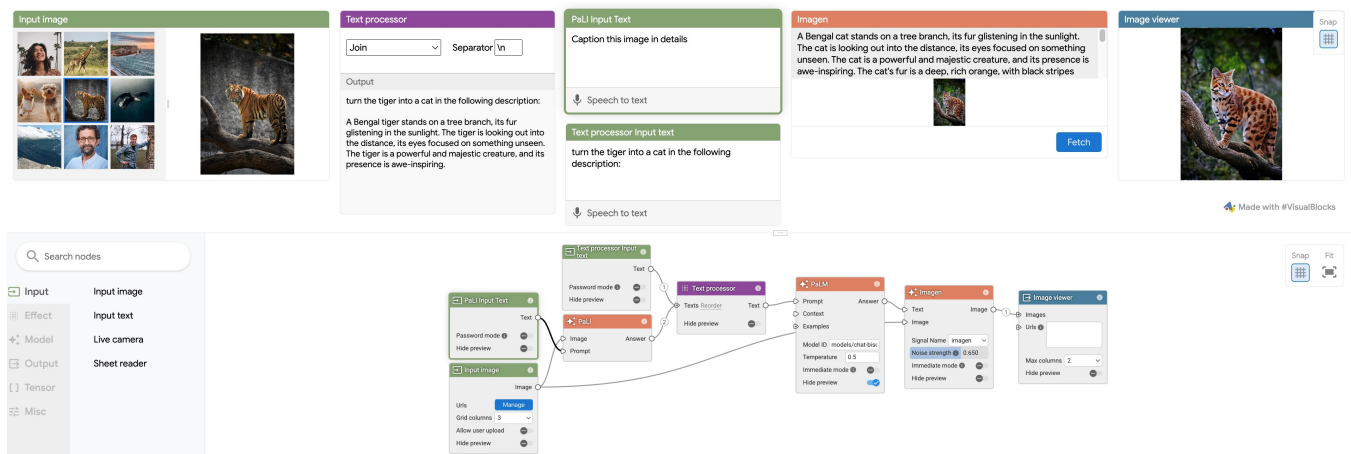 Input image
Text processor
Join
Separator \n
Output
turn the tiger into a cat in the following description:
A Bengal tiger stands on a tree branch, its fur
glistening in the sunlight. The tiger is looking out into
the distance, its eyes focused on something unseen.
The tiger is a powerful and majestic creature, and its
presence is awe-inspiring.
PaLI Input Text
Caption this image in details
Speech to text
Text processor Input text
turn the tiger into a cat in the following
description:
Speech to text
Imagen
A Bengal cat stands on a tree branch, its fur glistening in the sunlight.
The cat is looking out into the distance, its eyes focused on something
unseen. The cat is a powerful and majestic creature, and its presence is
awe-inspiring. The cat's fur is a deep, rich orange, with black stripes
Fetch
Image viewer
Snap
Made with #VisualBlocks
Search nodes
Input
Effect
Model
Output
Tensor
Misc
Input image
Input text
Live camera
Sheet reader
PaLI Input Text
Text
Password mode
Hide preview
Input image
Image
Urls
Manage
Grid columns 3
Allow user upload
Hide preview
Text processor Input
text
Text
Password mode
Hide preview
PaLI
Image
Answer
Prompt
1
2
Text processor
Texts Reorder
Text
Hide preview
PaLM
Prompt
Answer
Context
Examples
Model ID models/chat-bis
Temperature 0.5
Immediate mode
Hide preview
Imagen
Text
Image
Image
Signal Name imagen
Noise strength 0.650
Immediate mode
Hide preview
1
Image viewer
Images
Urls
Max columns 2
Hide preview
Snap
Fit